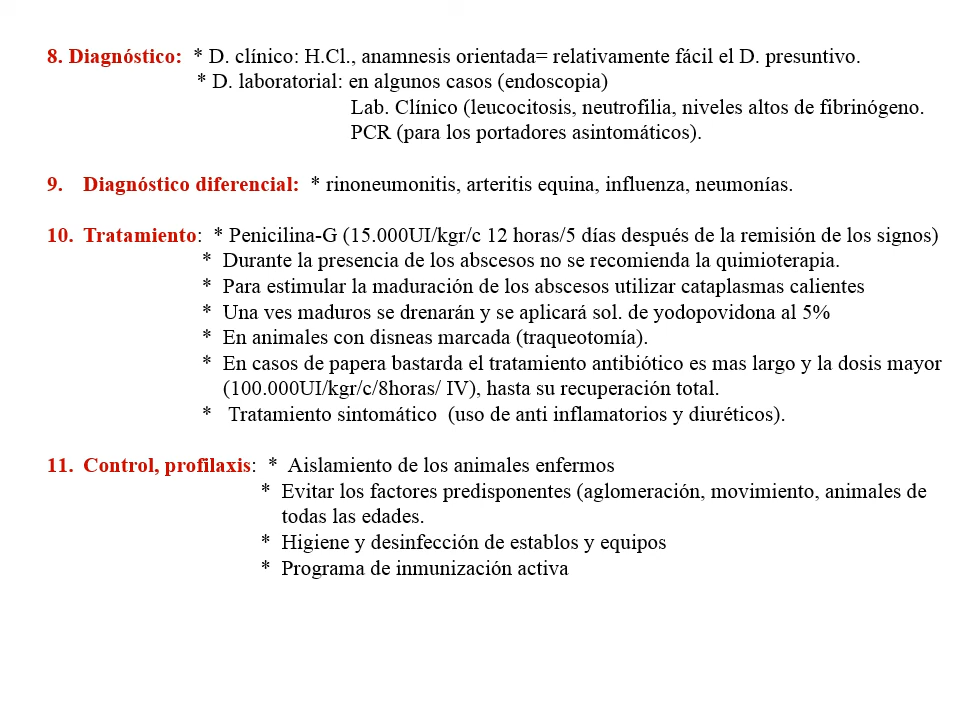 8. Diagnóstico: * D. clínico: H.Cl., anamnesis orientada= relativamente fácil el D. presuntivo.
* D. laboratorial: en algunos casos (endoscopia)
Lab. Clínico (leucocitosis, neutrofilia, niveles altos de fibrinógeno.
PCR (para los portadores asintomáticos).
9. Diagnóstico diferencial: * rinoneumonitis, arteritis equina, influenza, neumonías.
10. Tratamiento: * Penicilina-G (15.000UI/kgr/c 12 horas/5 días después de la remisión de los signos)
* Durante la presencia de los abscesos no se recomienda la quimioterapia.
* Para estimular la maduración de los abscesos utilizar cataplasmas calientes
* Una ves maduros se drenarán y se aplicará sol. de yodopovidona al 5%
* En animales con disneas marcada (traqueotomía).
* En casos de papera bastarda el tratamiento antibiótico es mas largo y la dosis mayor
(100.000UI/kgr/c/8horas/ IV), hasta su recuperación total.
* Tratamiento sintomático (uso de anti inflamatorios y diuréticos).
11. Control, profilaxis: * Aislamiento de los animales enfermos
* Evitar los factores predisponentes (aglomeración, movimiento, animales de
todas las edades.
* Higiene y desinfección de establos y equipos
* Programa de inmunización activa